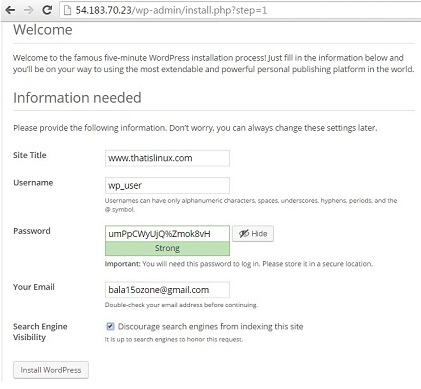 54.183.70.23/wp-admin/install.php?step=1
Welcome
Welcome to the famous five-minute WordPress installation process! Just fill in the information below and
you'll be on your way to using the most extendable and powerful personal publishing platform in the world.
Information needed
Please provide the following information. Don't worry, you can always change these settings later.
Site Title
www.thatislinux.com
Username
wp_user
Usernames can have only alphanumeric characters, spaces, underscores, hyphens, periods, and the
@ symbol.
Password
umPpCWyUjQ%Zmok8vH
Hide
Strong
Important: You will need this password to log in. Please store it in a secure location.
Your Email
bala15ozone@gmail.com
Double-check your email address before continuing.
Search Engine
Visibility
Discourage search engines from indexing this site
It is up to search engines to honor this request.
Install WordPress